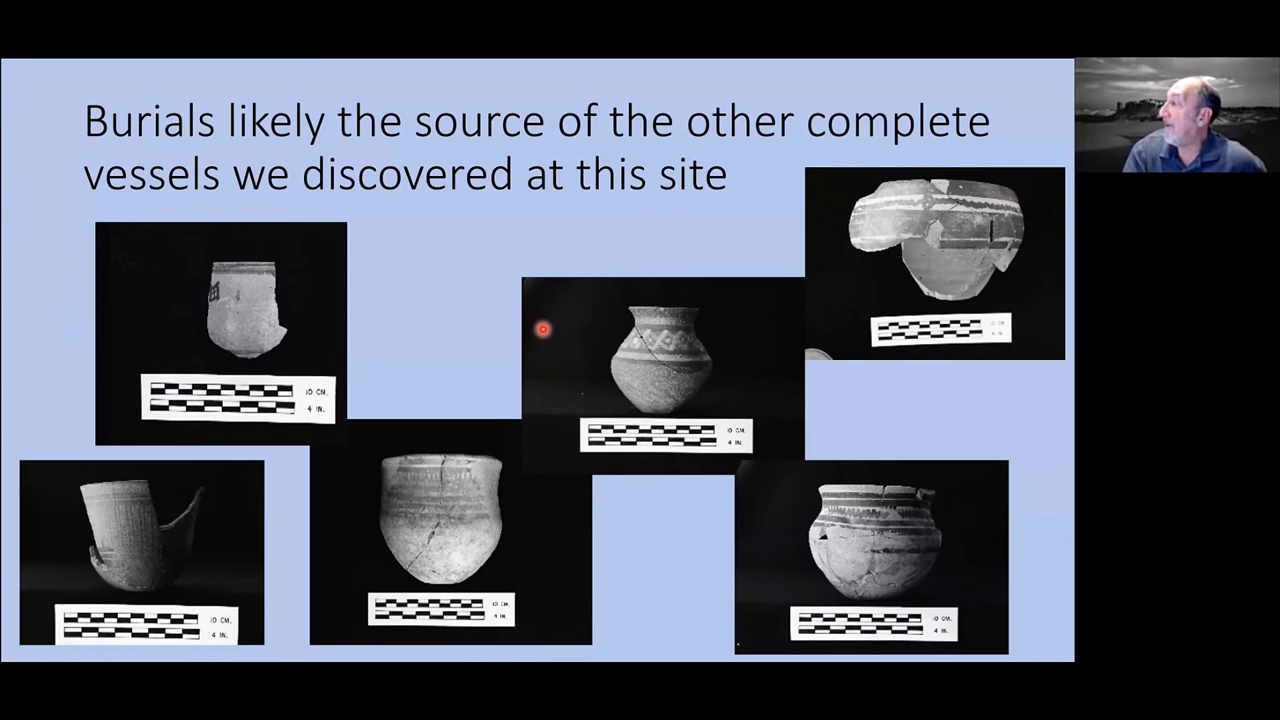 Burials likely the source of the other complete
vessels we discovered at this site
10 CM.
4 IN.
10 CM.
4 IN.
10 CM.
4 IN.
10 CM.
4 IN.
10 CM.
4 IN.
10 CM.
4 IN.